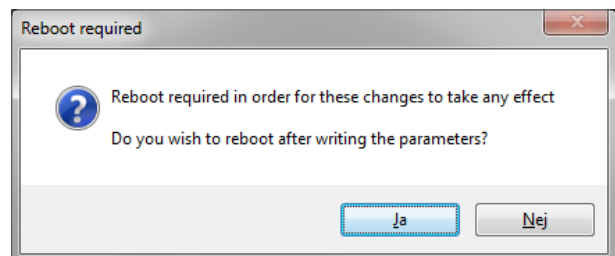 Reboot required
Reboot required in order for these changes to take any effect
Do you wish to reboot after writing the parameters?
Ja
Nej